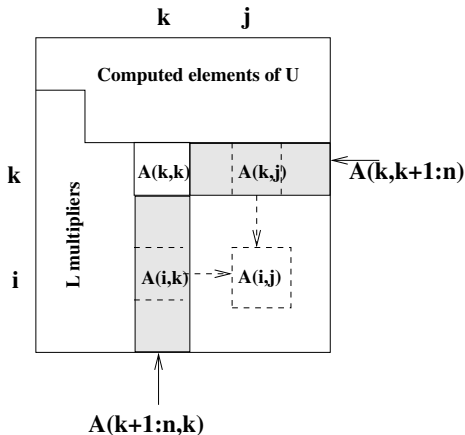 k j
Computed elements of U
k
A(k,k) A(k,j)
A(k,k+1:n)
L multipliers
i
A(i,k) A(i,j)
A(k+1:n,k)